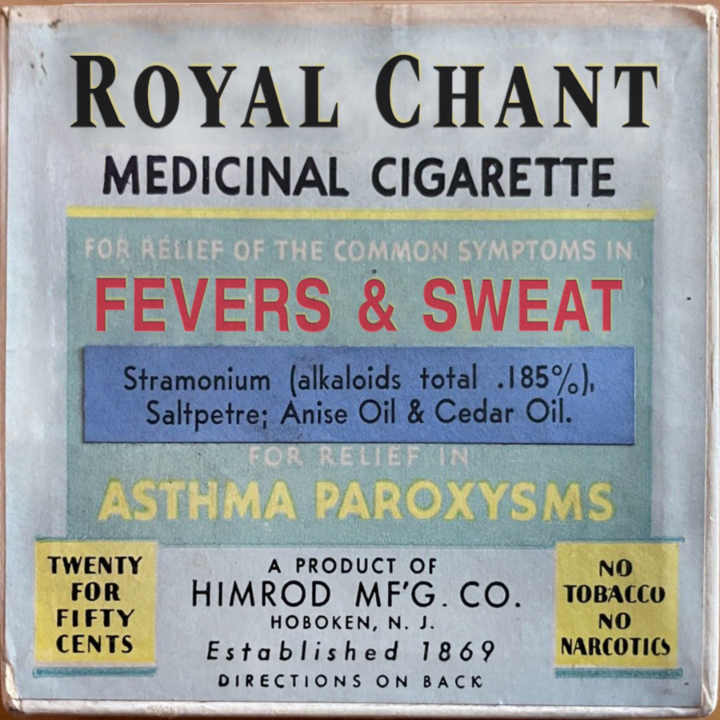 ROYAL CHANT
MEDICINAL CIGARETTE
FOR RELIEF OF THE COMMON SYMPTOMS IN
FEVERS & SWEAT
Stramonium (alkaloids total .185%),
Saltpetre; Anise Oil & Cedar Oil.
FOR RELIEF IN
ASTHMA PAROXYSMS
TWENTY
FOR
FIFTY
CENTS
A PRODUCT OF
HIMROD MF'G. CO.
HOBOKEN, N. J.
Established 1869
DIRECTIONS ON BACK
NO
TOBACCO
NO
NARCOTICS